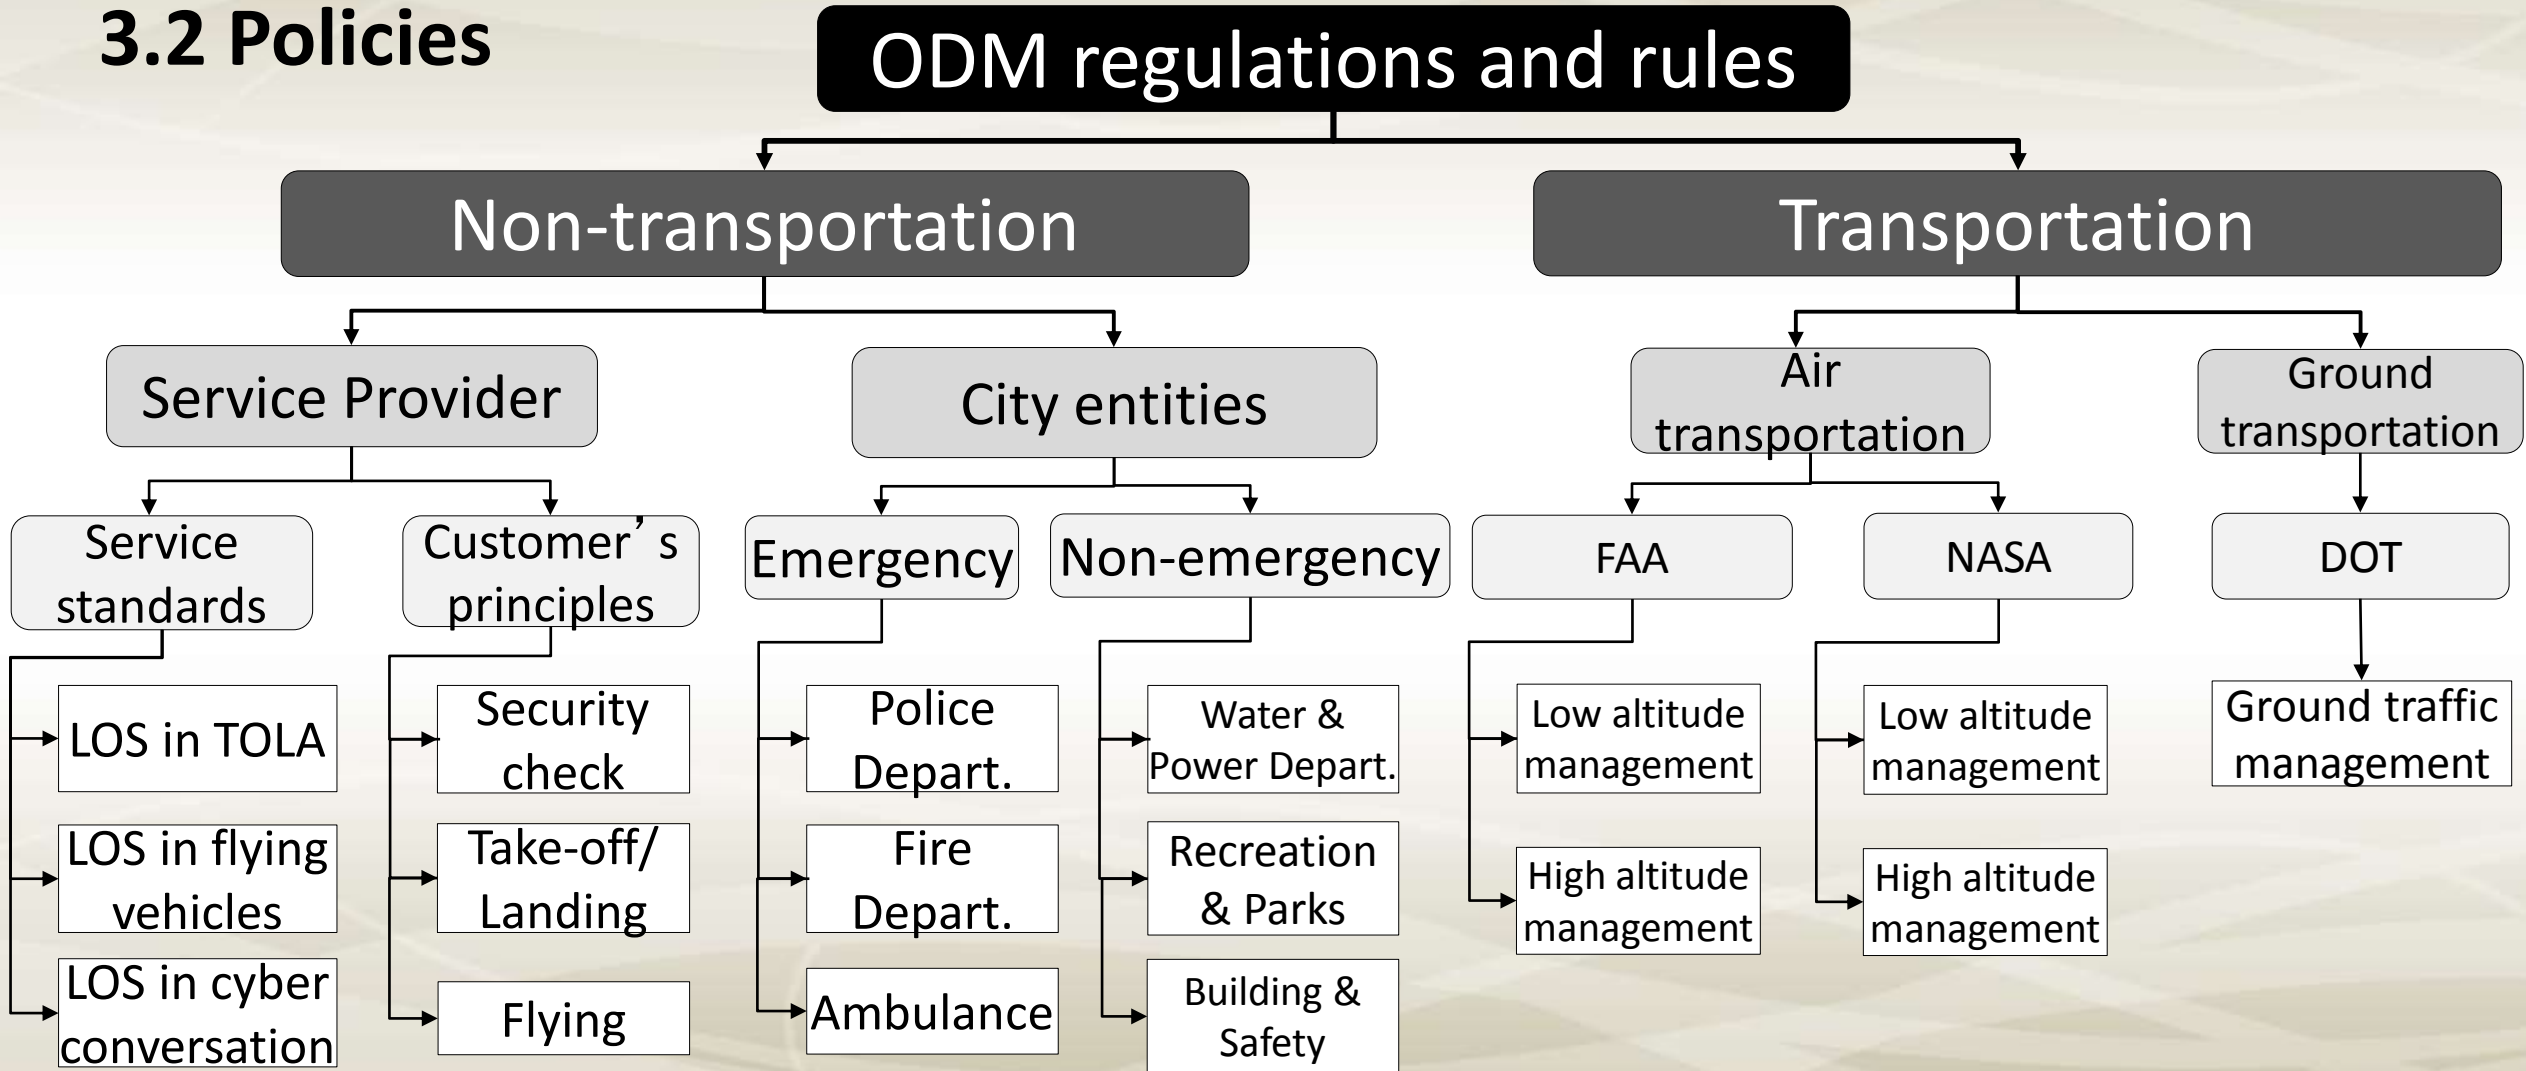 3.2 Policies
ODM regulations and rules
Non-transportation
Transportation
Service Provider
City entities
Air
transportation
Ground
transportation
Service
standards
Customer’s
principles
Emergency
Non-emergency
FAA
NASA
DOT
LOS in TOLA
LOS in flying
vehicles
LOS in cyber
conversation
Security
check
Take-off/
Landing
Flying
Police
Depart.
Fire
Depart.
Ambulance
Water &
Power Depart.
Recreation
& Parks
Building &
Safety
Low altitude
management
High altitude
management
Low altitude
management
High altitude
management
Ground traffic
management